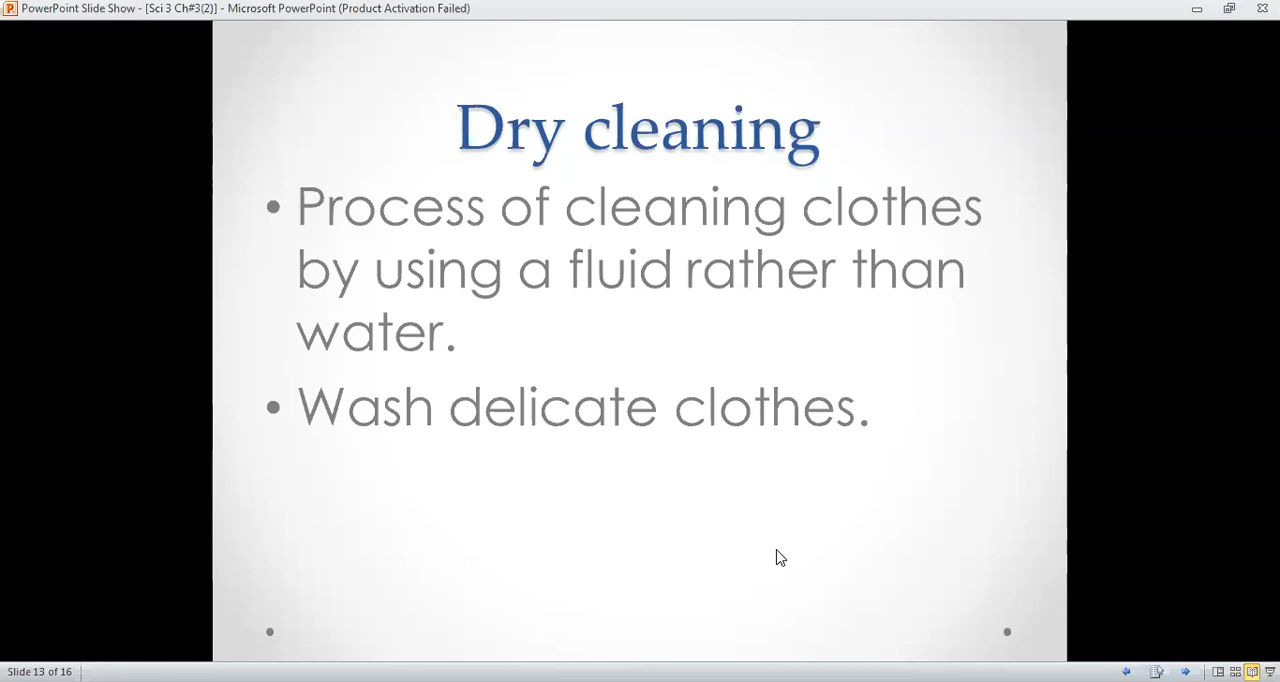 PowerPoint Slide Show - [Sci 3 Ch#3(2)] - Microsoft PowerPoint (Product Activation Failed)
Dry cleaning
• Process of cleaning clothes
by using a fluid rather than
water.
• Wash delicate clothes.
Slide 13 of 16